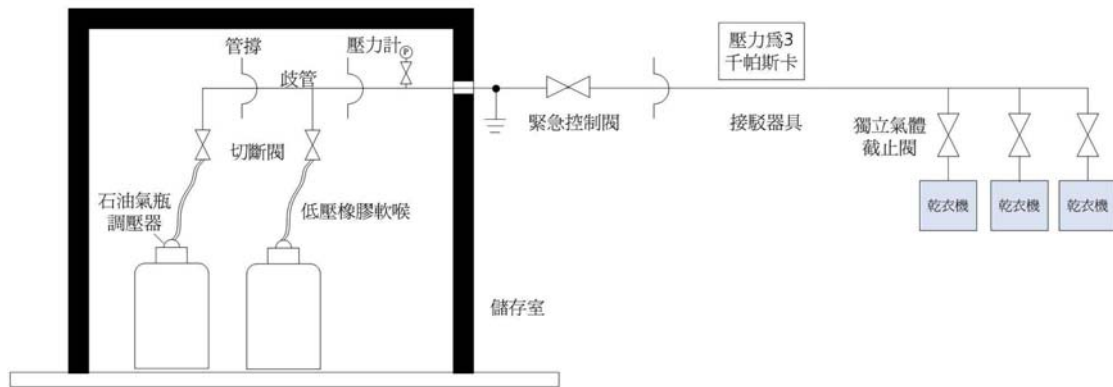 管撐
壓力計
P
歧管
壓力爲3
千帕斯卡
切斷閥
緊急控制閥
接駁器具
獨立氣體
截止閥
石油氣瓶
調壓器
低壓橡膠軟喉
乾衣機
乾衣機
乾衣機
儲存室